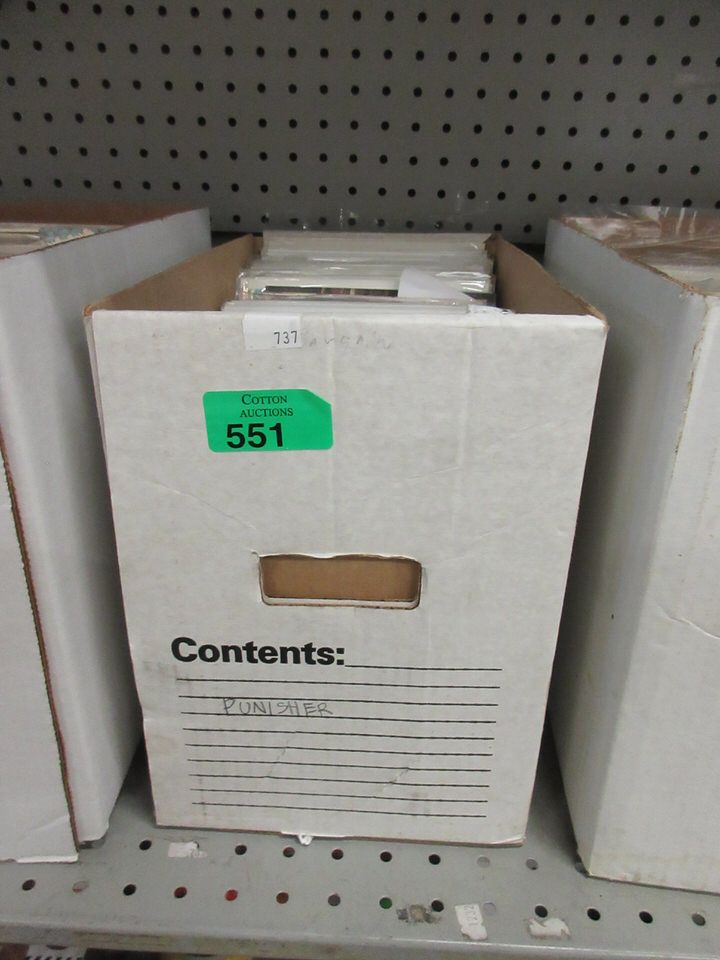 737
COTTON
AUCTIONS
551
Contents:
PUNISHER